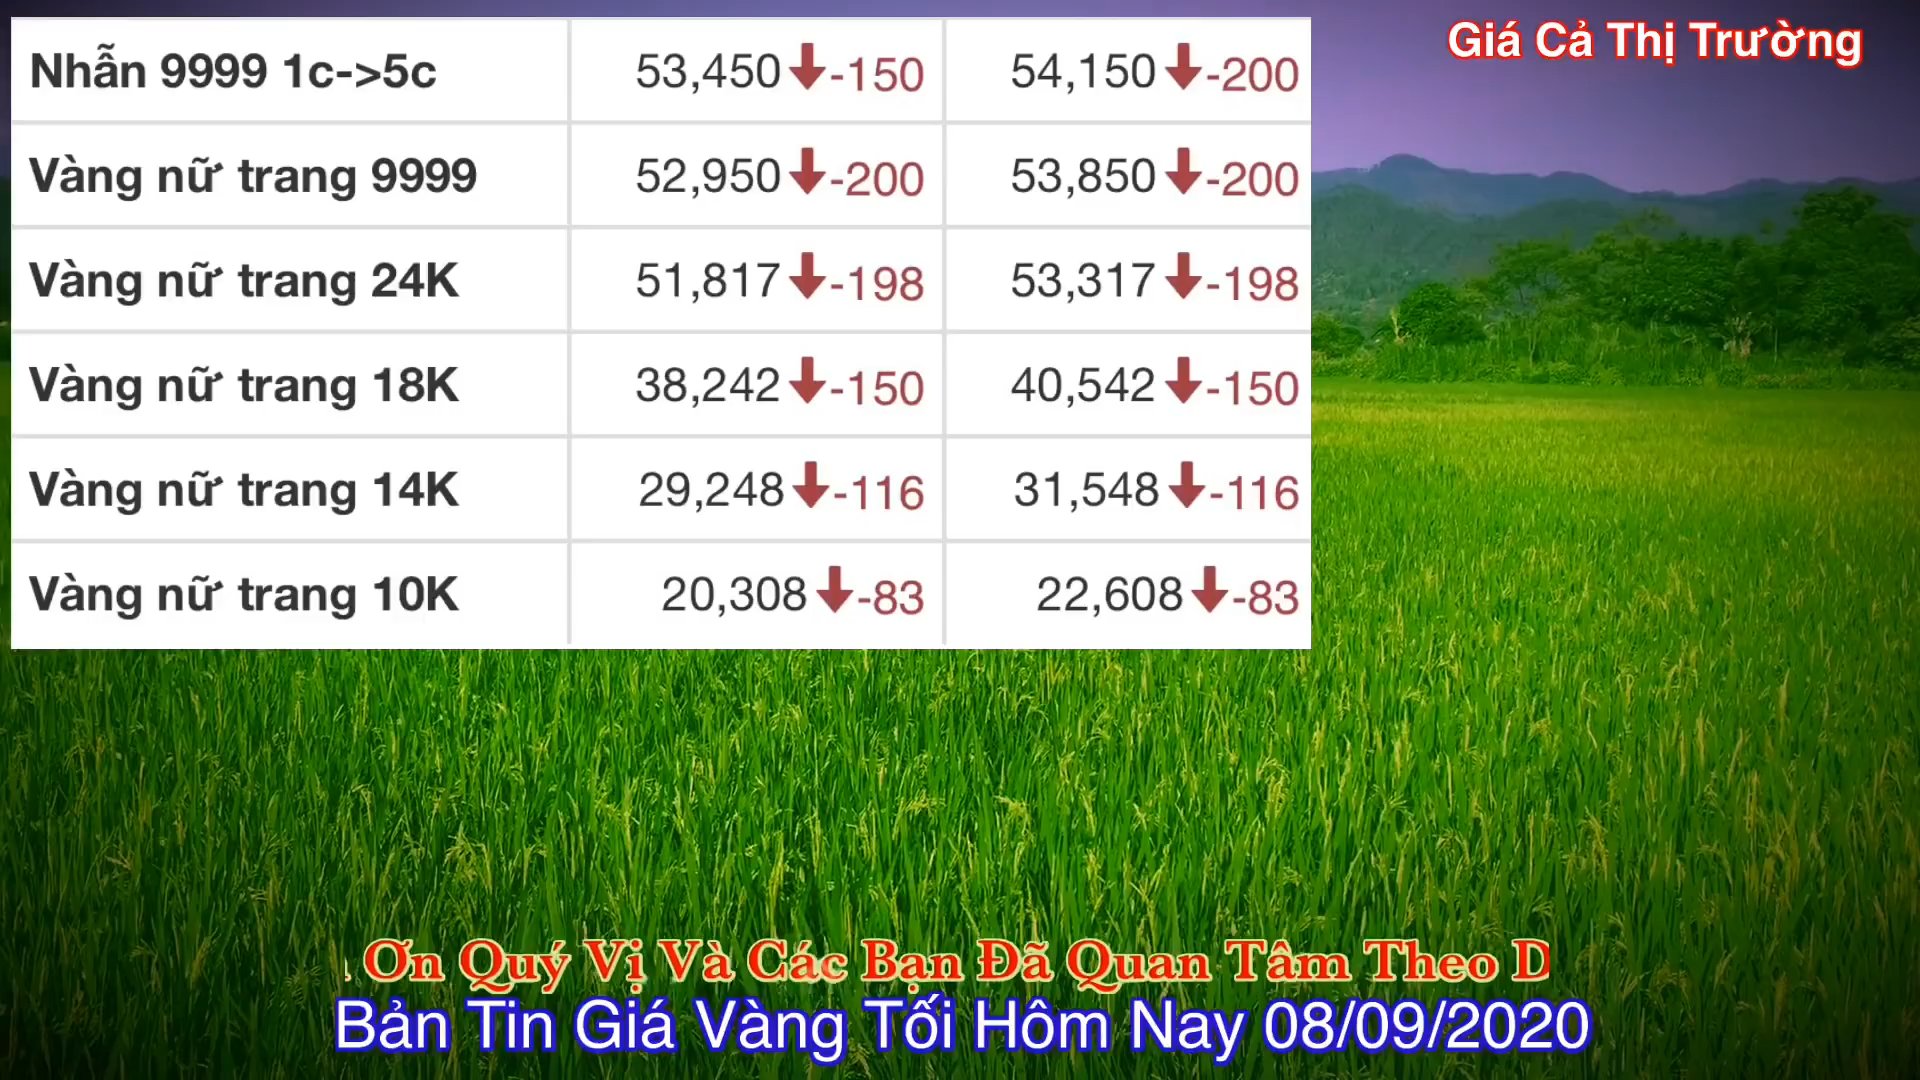 Giá Cả Thị Trường
Nhẫn 9999 1c->5c 53,450 -150 54,150 -200
Vàng nữ trang 9999 52,950 -200 53,850 -200
Vàng nữ trang 24K 51,817 -198 53,317 -198
Vàng nữ trang 18K 38,242 -150 40,542 -150
Vàng nữ trang 14K 29,248 -116 31,548 -116
Vàng nữ trang 10K 20,308 -83 22,608 -83
Ơn Quý Vị Và Các Bạn Đã Quan Tâm Theo D
Bản Tin Giá Vàng Tối Hôm Nay 08/09/2020